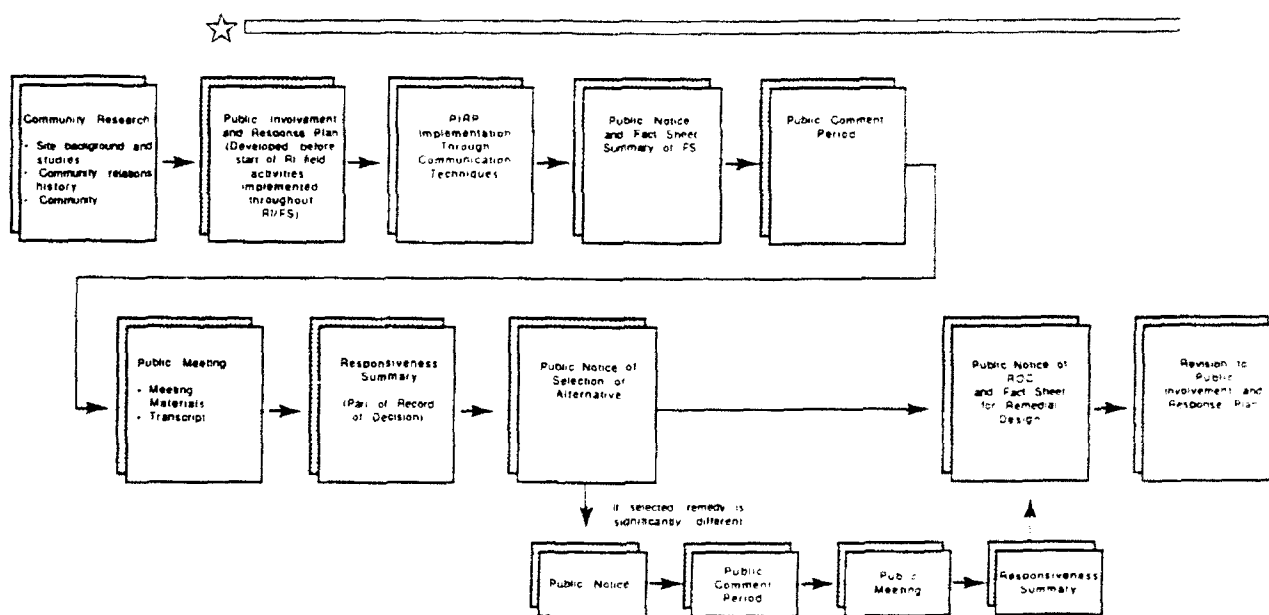 Community Research
- Site background and
studies
- Community relations
history
- Community
Public Involvement
and Response Plan
(Developed before
start of RI field
activities
implemented
throughout
RI/FS)
PIRP
Implementation
Through
Communication
Techniques
Public Notice
and Fact Sheet
Summary of FS
Public Comment
Period
Public Meeting
- Meeting
Materials
- Transcript
Responsiveness
Summary
(Part of Record
of Decision)
Public Notice of
Selection of
Alternative
Public Notice of
ROD
and Fact Sheet
for Remedial
Design
Revision to
Public
Involvement and
Response Plan
If selected remedy is
significantly different
Public Notice
Public
Comment
Period
Public
Meeting
Responsiveness
Summary